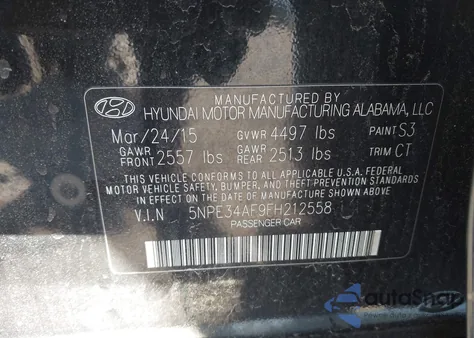 MANUFACTURED BY
HYUNDAI MOTOR MANUFACTURING ALABAMA, LLC
Mar/24/15 GVWR 4497 lbs PAINT S3
GAWR FRONT 2557 lbs GAWR REAR 2513 lbs TRIM CT
THIS VEHICLE CONFORMS TO ALL APPLICABLE U.S.A. FEDERAL
MOTOR VEHICLE SAFETY, BUMPER, AND THEFT PREVENTION STANDARDS
IN EFFECT ON THE DATE OF MANUFACTURE SHOWN ABOVE.
V.I.N 5NPE34AF9FH212558
PASSENGER CAR
autoSnap